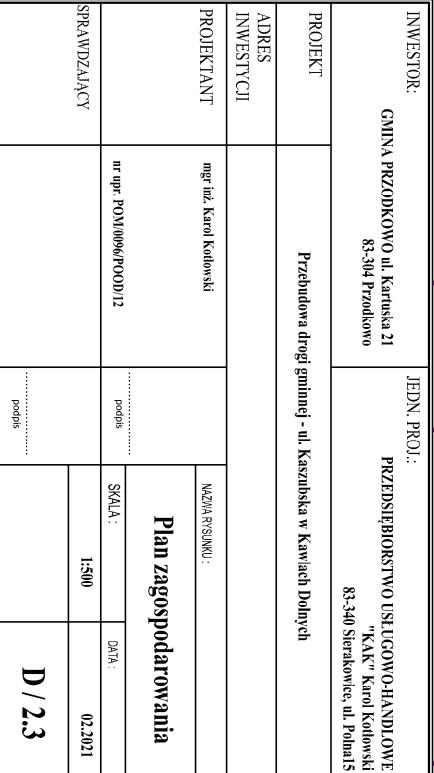 INWESTOR:
GMINA PRZODKOWO ul. Kartuska 21
83-304 Przodkowo
JEDN. PROJ.:
PRZEDSIĘBIORSTWO USŁUGOWO-HANDLOWE
"KAK" Karol Kotłowski
83-340 Sierakowice, ul. Polna15
PROJEKT
Przebudowa drogi gminnej - ul. Kaszubska w Kawlach Dolnych
ADRES
INWESTYCJI
PROJEKTANT
mgr inż. Karol Kotłowski
nr upr. POM/0096/POOD/12
podpis
NAZWA RYSUNKU :
Plan zagospodarowania
SPRAWDZAJĄCY
podpis
SKALA :
1:500
DATA :
02.2021
D / 2.3